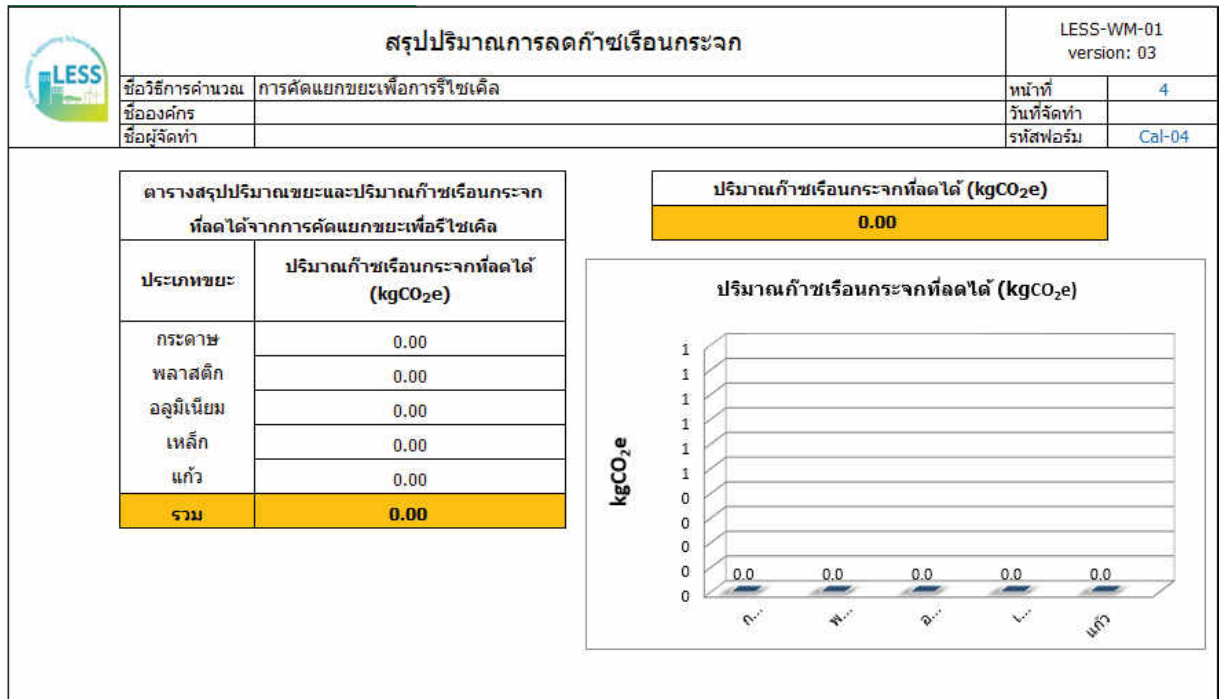 LESS
สรุปปริมาณการลดก๊าซเรือนกระจก
LESS-WM-01
version: 03
ชื่อวิธีการคำนวณ การคัดแยกขยะเพื่อการรีไซเคิล หน้าที่ 4
ชื่อองค์กร วันที่จัดทำ
ชื่อผู้จัดทำ รหัสฟอร์ม Cal-04
ตารางสรุปปริมาณขยะและปริมาณก๊าซเรือนกระจก
ที่ลดได้จากการคัดแยกขยะเพื่อรีไซเคิล
ประเภทขยะ
ปริมาณก๊าซเรือนกระจกที่ลดได้
(kgCO₂e)
กระดาษ 0.00
พลาสติก 0.00
อลูมิเนียม 0.00
เหล็ก 0.00
แก้ว 0.00
รวม 0.00
ปริมาณก๊าซเรือนกระจกที่ลดได้ (kgCO₂e)
0.00
ปริมาณก๊าซเรือนกระจกที่ลดได้ (kgCO₂e)
kgCO₂e
1
1
1
1
1
1
0
0
0
0
0
0.0 0.0 0.0 0.0 0.0
ก... พ... อ... เ... แก้ว